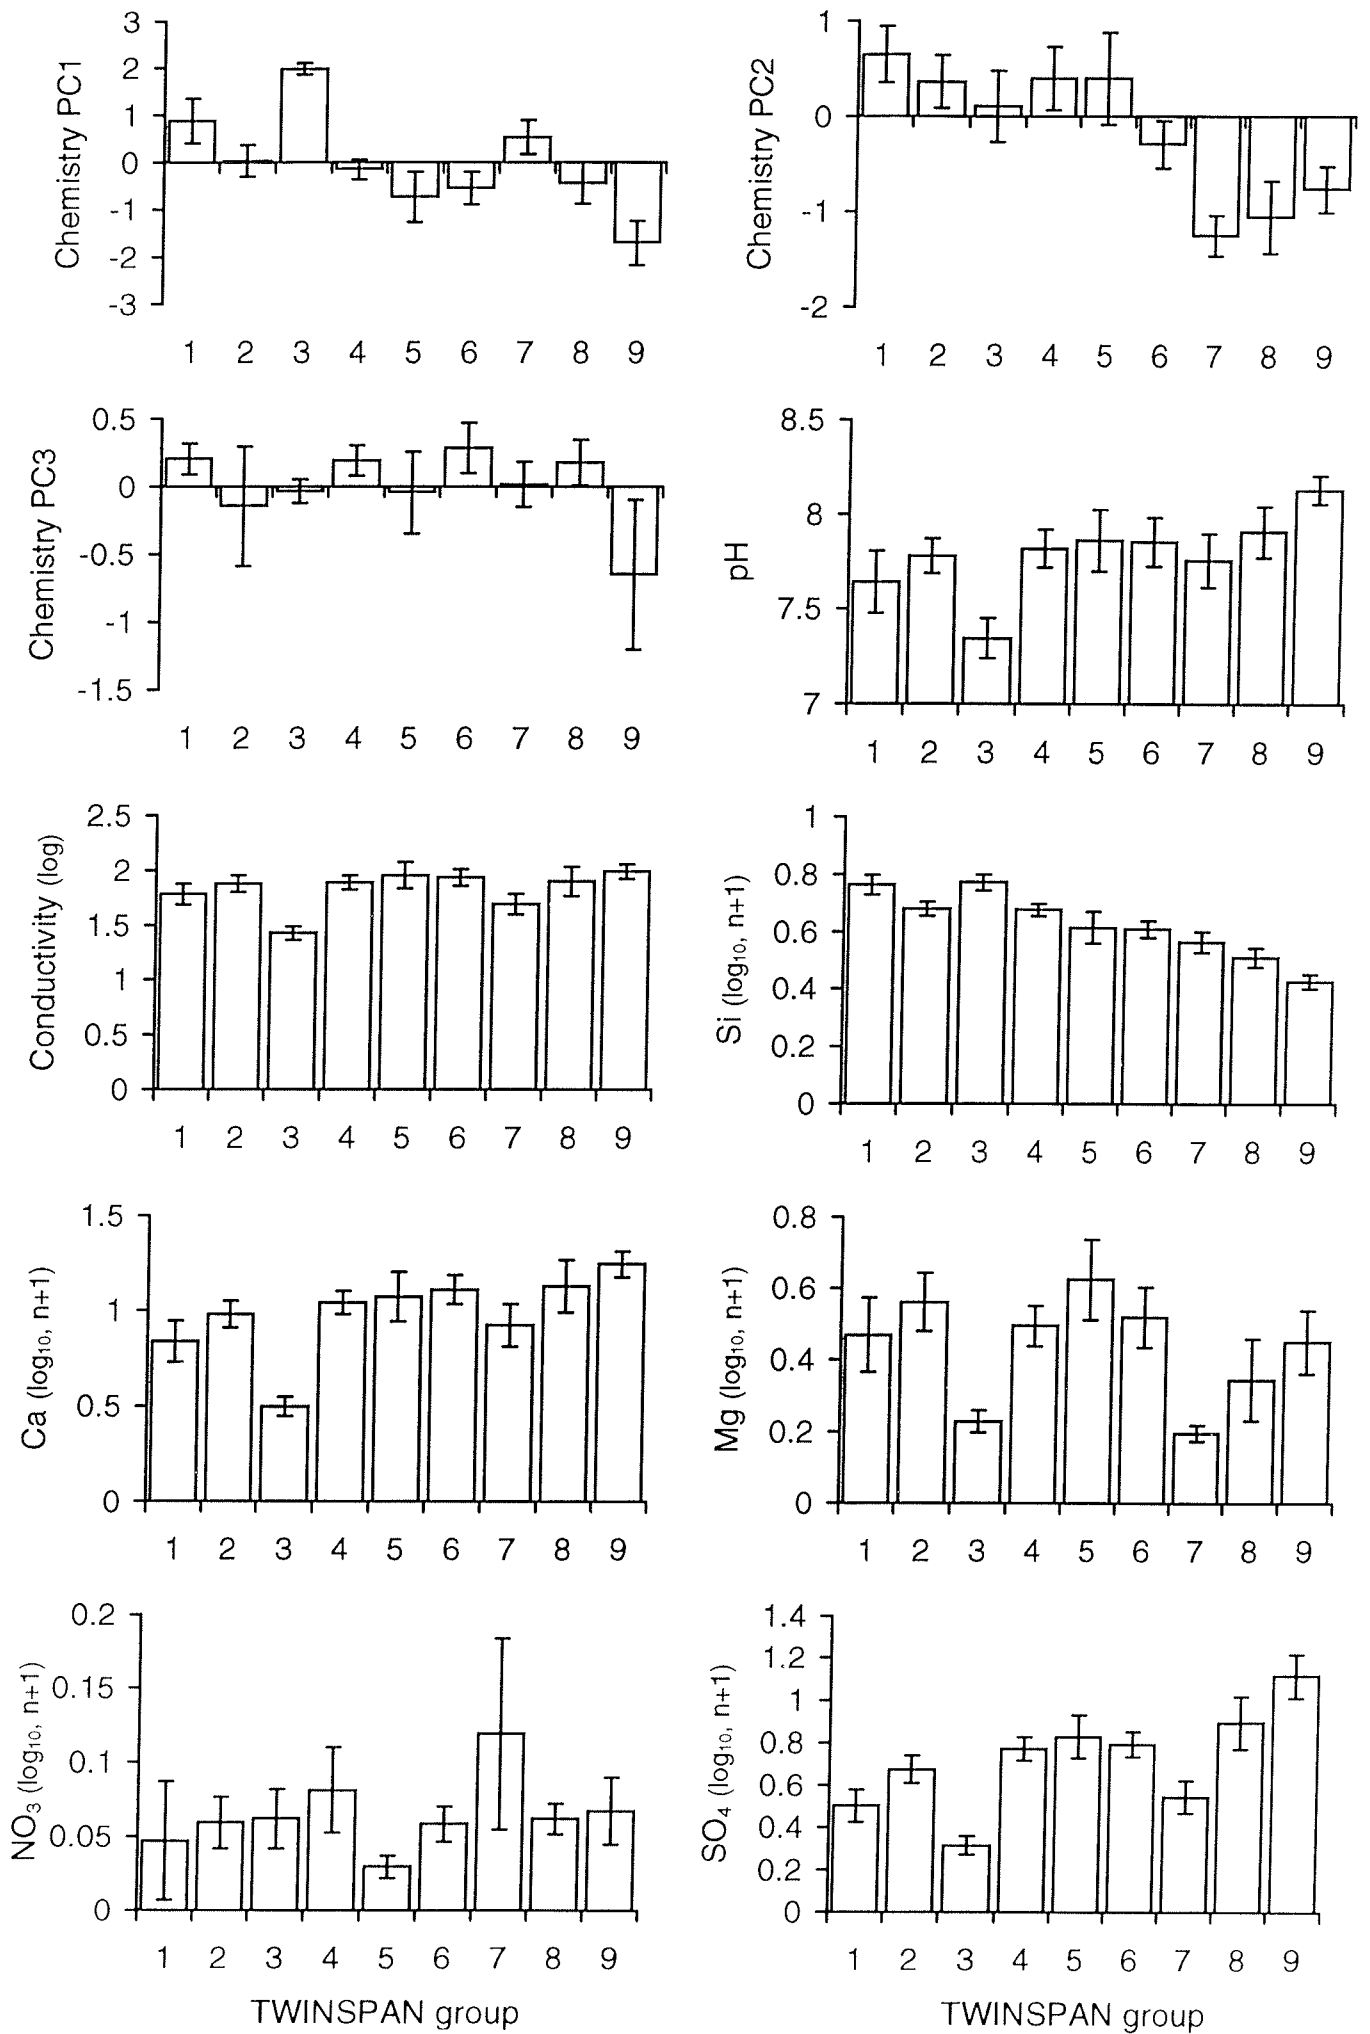 Chemistry PC1
3
2
1
0
-1
-2
-3
1 2 3 4 5 6 7 8 9
Chemistry PC2
1
0
-1
-2
1 2 3 4 5 6 7 8 9
Chemistry PC3
0.5
0
-0.5
-1
-1.5
1 2 3 4 5 6 7 8 9
pH
8.5
8
7.5
7
1 2 3 4 5 6 7 8 9
Conductivity (log)
2.5
2
1.5
1
0.5
0
1 2 3 4 5 6 7 8 9
Si (log₁₀, n+1)
1
0.8
0.6
0.4
0.2
0
1 2 3 4 5 6 7 8 9
Ca (log₁₀, n+1)
1.5
1
0.5
0
1 2 3 4 5 6 7 8 9
Mg (log₁₀, n+1)
0.8
0.6
0.4
0.2
0
1 2 3 4 5 6 7 8 9
NO₃ (log₁₀, n+1)
0.2
0.15
0.1
0.05
0
1 2 3 4 5 6 7 8 9
TWINSPAN group
SO₄ (log₁₀, n+1)
1.4
1.2
1
0.8
0.6
0.4
0.2
0
1 2 3 4 5 6 7 8 9
TWINSPAN group